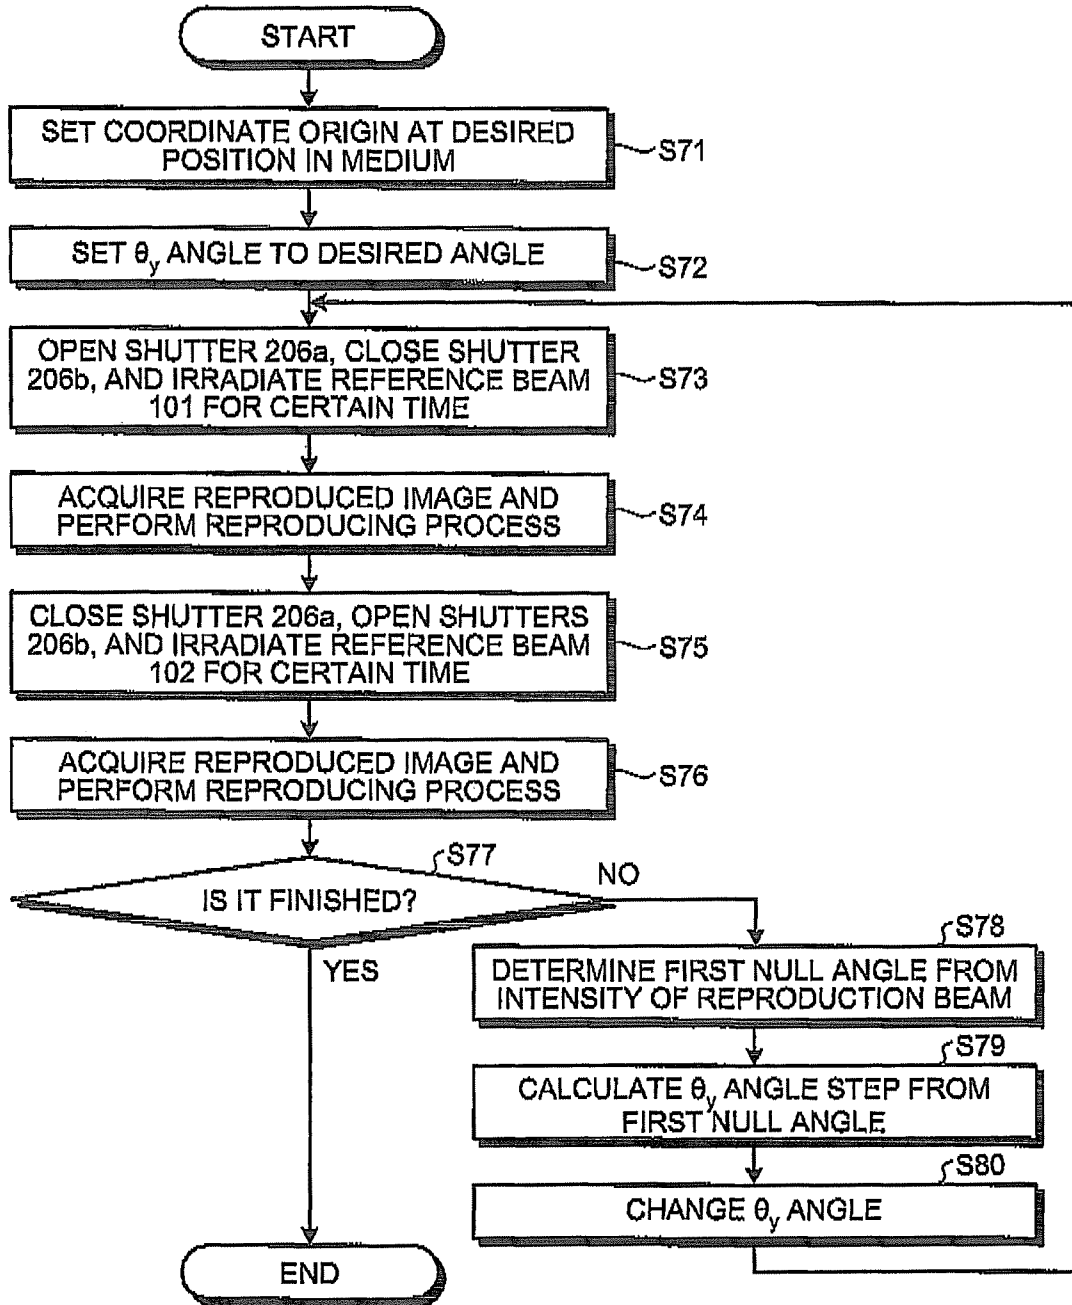 START
SET COORDINATE ORIGIN AT DESIRED
POSITION IN MEDIUM
S71
SET θy ANGLE TO DESIRED ANGLE
S72
OPEN SHUTTER 206a, CLOSE SHUTTER
206b, AND IRRADIATE REFERENCE BEAM
101 FOR CERTAIN TIME
S73
ACQUIRE REPRODUCED IMAGE AND
PERFORM REPRODUCING PROCESS
S74
CLOSE SHUTTER 206a, OPEN SHUTTERS
206b, AND IRRADIATE REFERENCE BEAM
102 FOR CERTAIN TIME
S75
ACQUIRE REPRODUCED IMAGE AND
PERFORM REPRODUCING PROCESS
S76
S77
IS IT FINISHED?
NO
YES
S78
DETERMINE FIRST NULL ANGLE FROM
INTENSITY OF REPRODUCTION BEAM
S79
CALCULATE θy ANGLE STEP FROM
FIRST NULL ANGLE
S80
CHANGE θy ANGLE
END